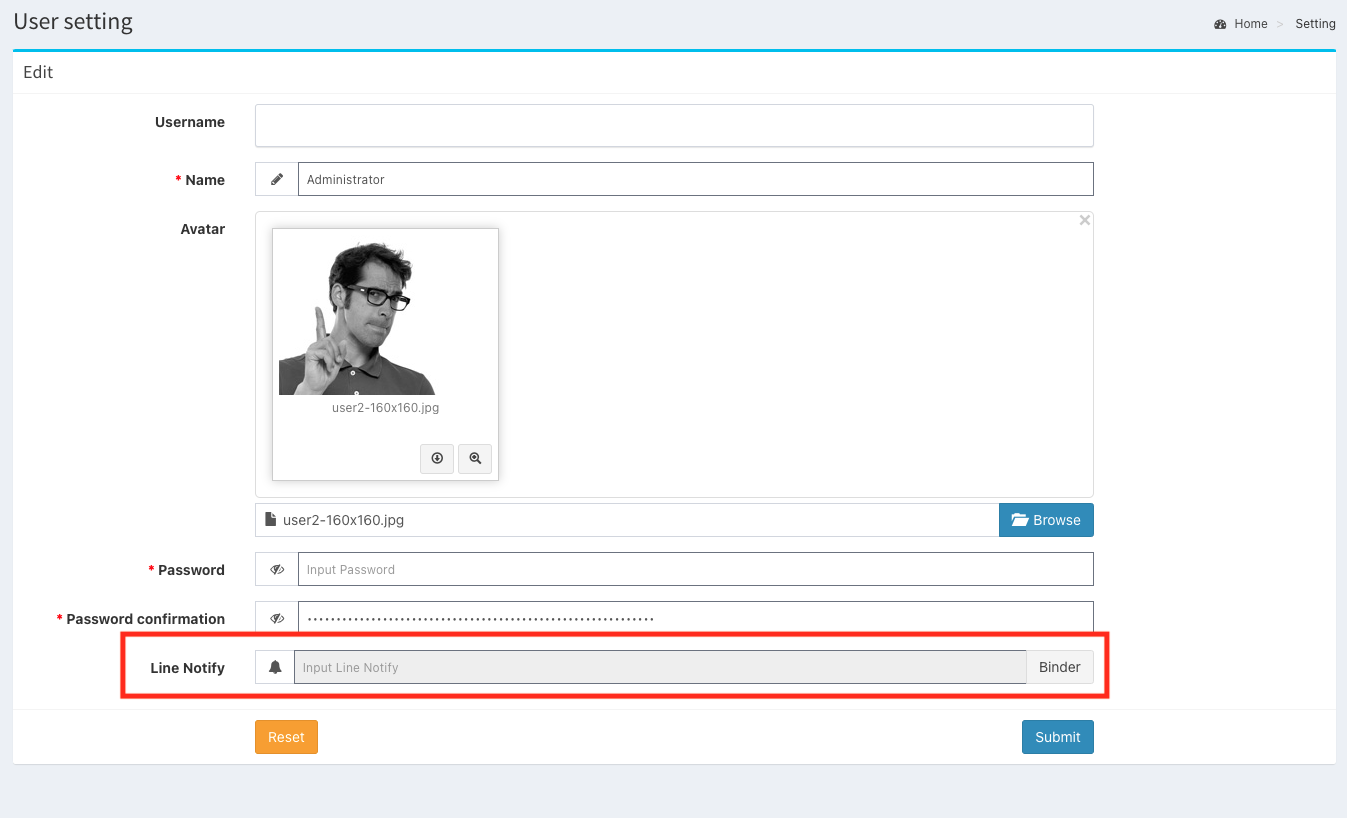 User setting
Home > Setting
Edit
Username
* Name
Administrator
Avatar
×
user2-160x160.jpg
user2-160x160.jpg
Browse
* Password
Input Password
* Password confirmation
Line Notify
Input Line Notify
Binder
Reset
Submit